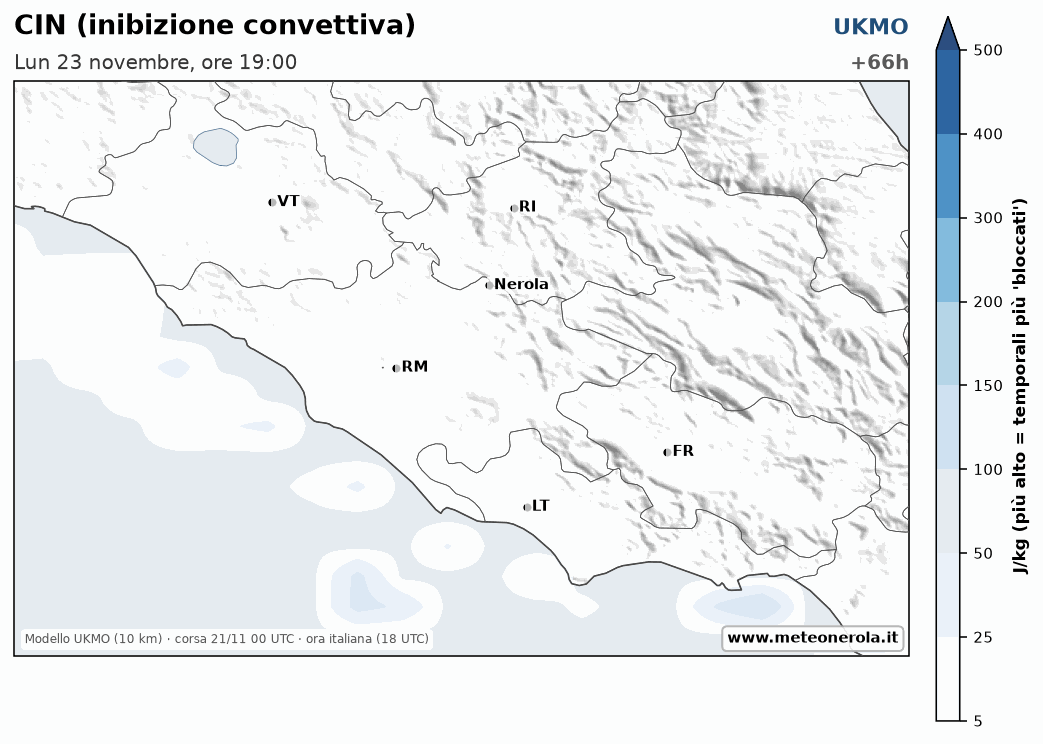 CIN (inibizione convettiva)
UKMO
Lun 23 novembre, ore 19:00
+66h
500
400
300
200
150
100
50
25
5
J/kg (più alto = temporali più 'bloccati')
VT
RI
Nerola
RM
FR
LT
Modello UKMO (10 km) · corsa 21/11 00 UTC · ora italiana (18 UTC)
www.meteonerola.it